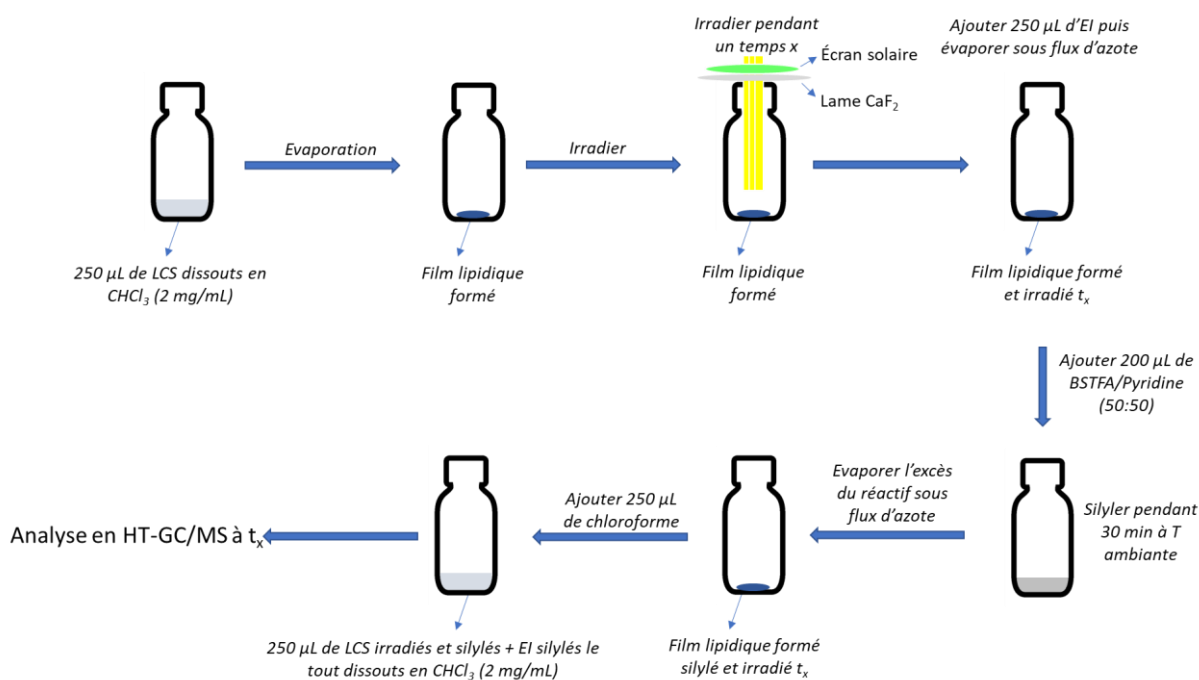 Irradier pendant
un temps x
Écran solaire
Lame CaF₂
Ajouter 250 µL d'EI puis
évaporer sous flux d'azote
Evaporation
Irradier
250 µL de LCS dissouts en
CHCl₃ (2 mg/mL)
Film lipidique
formé
Film lipidique
formé
Film lipidique formé
et irradié tₓ
Ajouter 200 µL de
BSTFA/Pyridine
(50:50)
Silyler pendant
30 min à T
ambiante
Evaporer l'excès
du réactif sous
flux d'azote
Ajouter 250 µL
de chloroforme
Analyse en HT-GC/MS à tₓ
Film lipidique formé
silylé et irradié tₓ
250 µL de LCS irradiés et silylés + EI silylés le
tout dissouts en CHCl₃ (2 mg/mL)